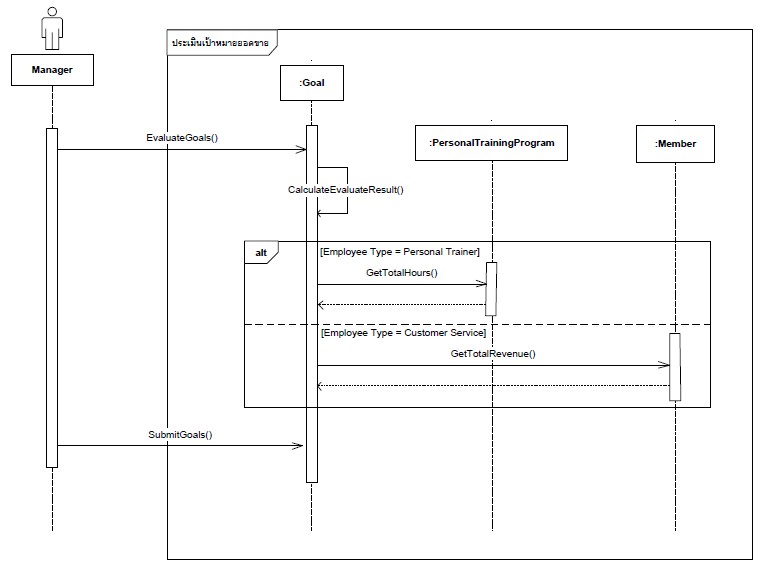 ประเมินเป้าหมายยอดขาย
Manager
:Goal
:PersonalTrainingProgram
:Member
EvaluateGoals()
CalculateEvaluateResult()
alt
[Employee Type = Personal Trainer]
GetTotalHours()
[Employee Type = Customer Service]
GetTotalRevenue()
SubmitGoals()